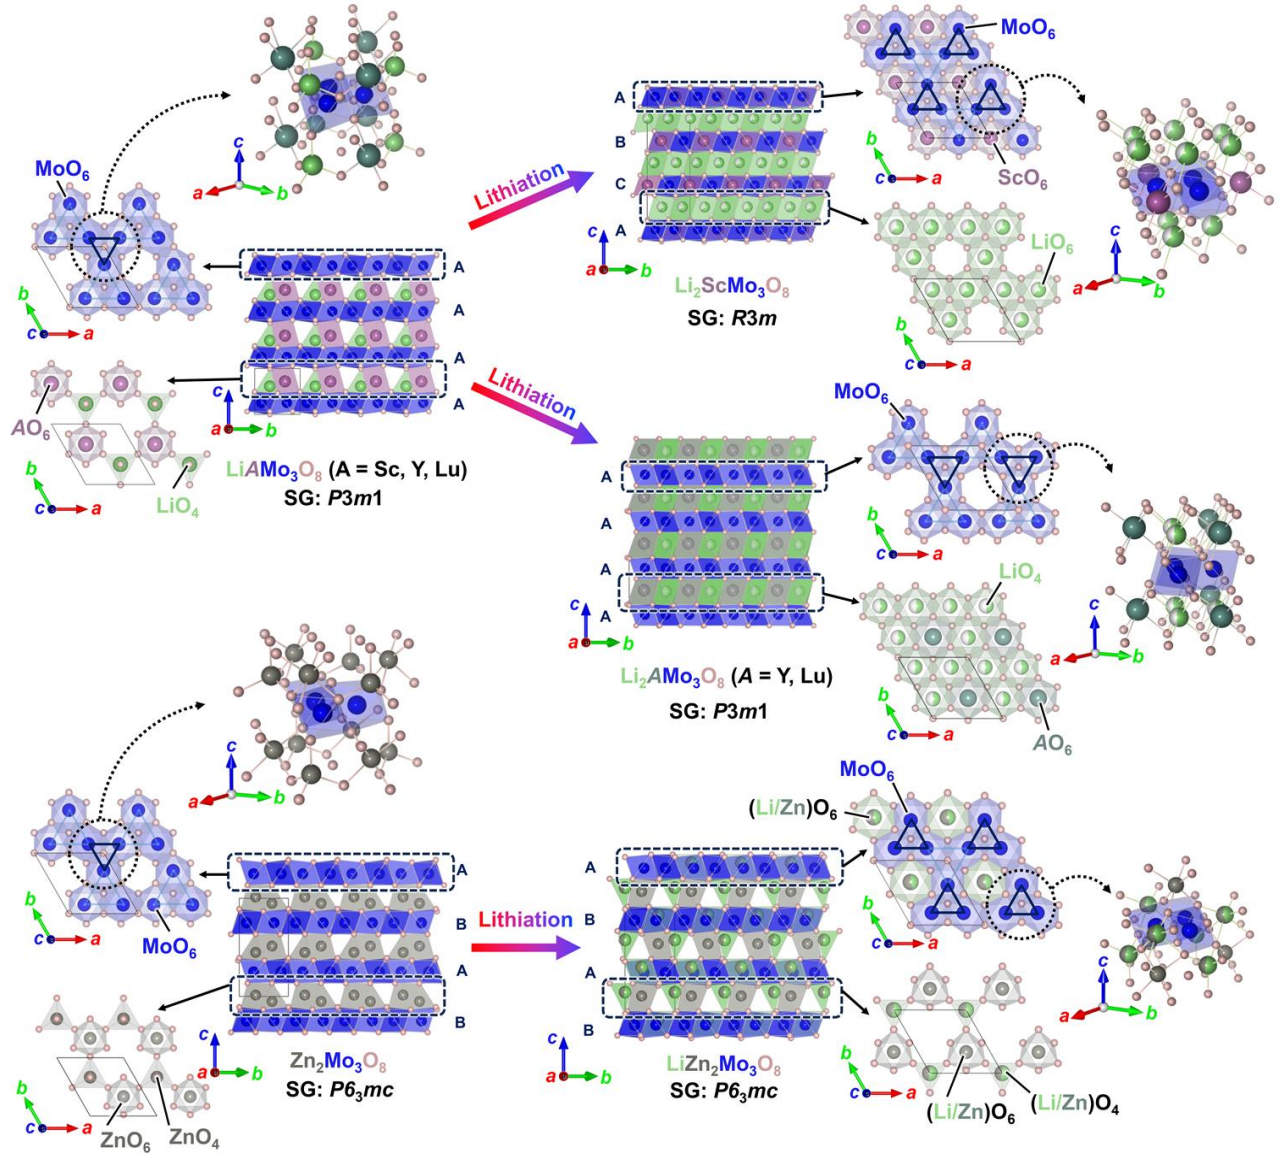 MoO₆
c
a
b
MoO₆
b
c
a
AO₆
LiO₄
b
c
a
A
A
A
A
c
a
b
LiAMo₃O₈ (A = Sc, Y, Lu)
SG: P3m1
Lithiation
A
B
C
A
c
a
b
Li₂ScMo₃O₈
SG: R3m
MoO₆
ScO₆
b
c
a
LiO₆
b
c
a
c
a
b
Lithiation
A
A
A
A
c
a
b
Li₂AMo₃O₈ (A = Y, Lu)
SG: P3m1
MoO₆
b
c
a
LiO₄
AO₆
b
c
a
c
a
b
c
a
b
b
c
a
MoO₆
ZnO₆
ZnO₄
b
c
a
A
B
A
B
c
a
b
Zn₂Mo₃O₈
SG: P6₃mc
Lithiation
A
B
A
B
c
a
b
LiZn₂Mo₃O₈
SG: P6₃mc
MoO₆
(Li/Zn)O₆
b
c
a
(Li/Zn)O₆
(Li/Zn)O₄
b
c
a
c
a
b